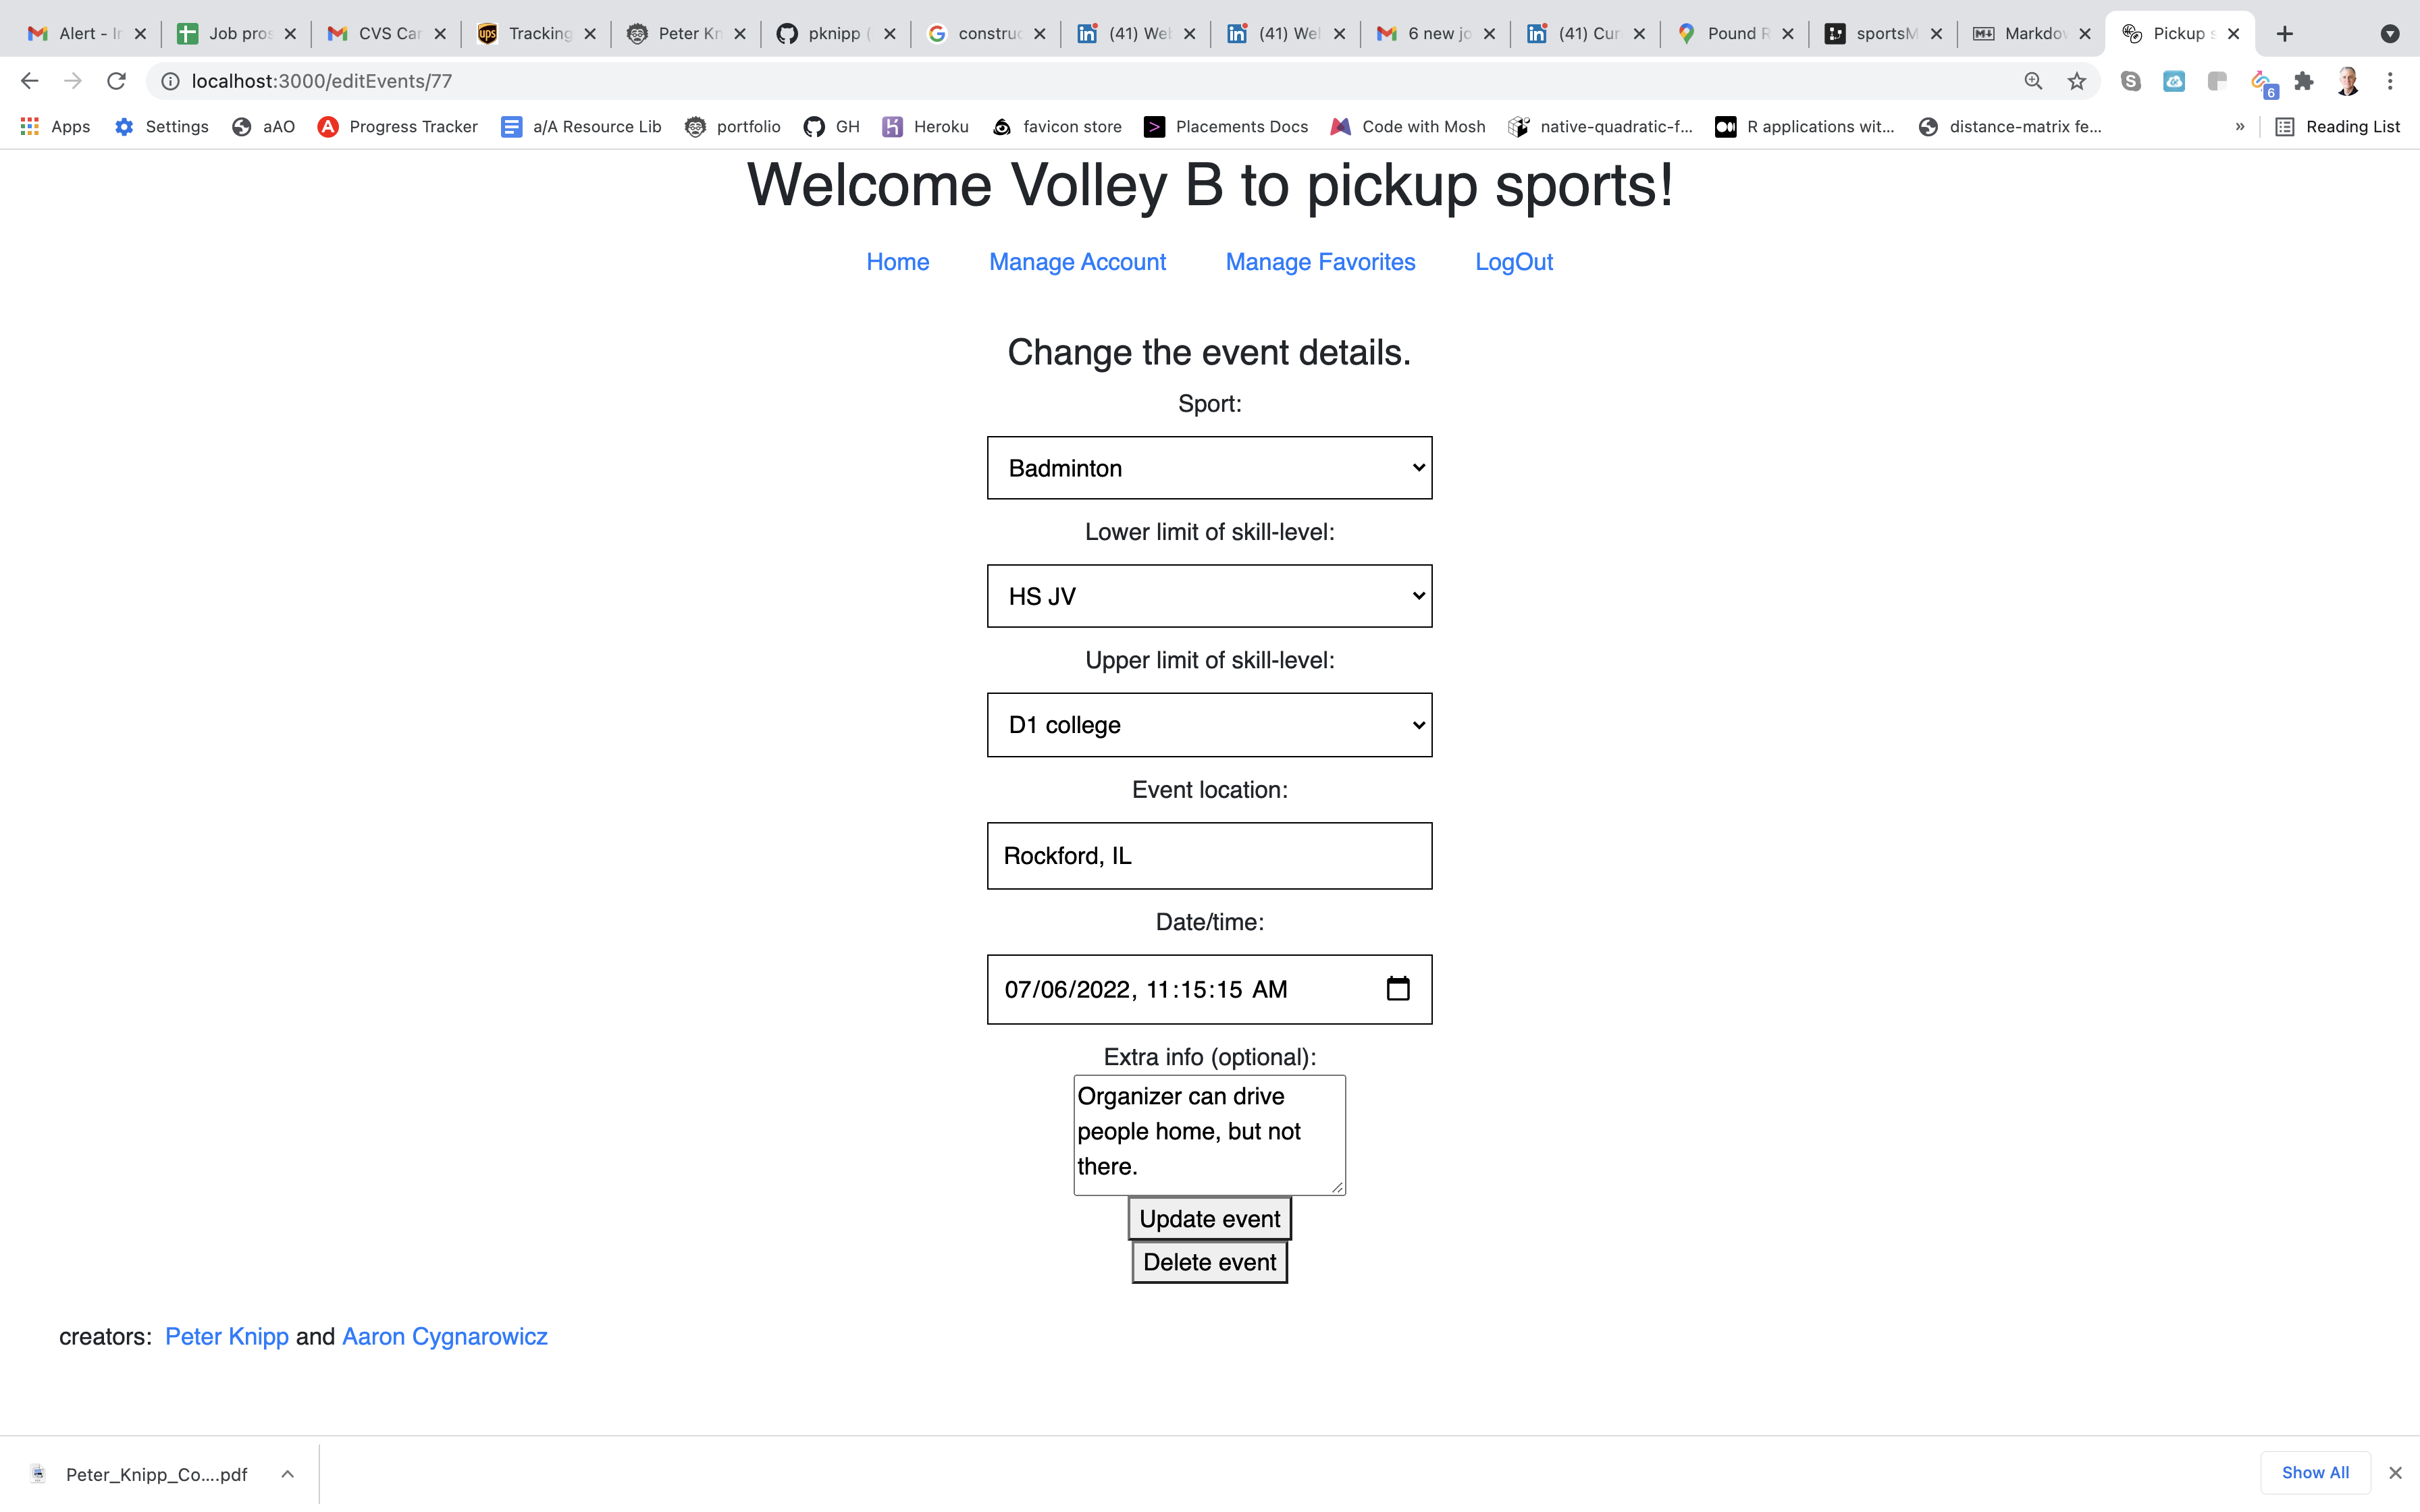 Alert - I
Job pros
CVS Car
Tracking
Peter Kn
pknipp (
construc
(41) Wel
(41) Wel
6 new jo
(41) Cur
Pound R
sportsM
Markdov
Pickup s
localhost:3000/editEvents/77
6
Apps
Settings
aAO
Progress Tracker
a/A Resource Lib
portfolio
GH
Heroku
favicon store
Placements Docs
Code with Mosh
native-quadratic-f...
R applications wit...
distance-matrix fe...
»
Reading List
Welcome Volley B to pickup sports!
Home
Manage Account
Manage Favorites
LogOut
Change the event details.
Sport:
Badminton
Lower limit of skill-level:
HS JV
Upper limit of skill-level:
D1 college
Event location:
Rockford, IL
Date/time:
07/06/2022, 11:15:15 AM
Extra info (optional):
Organizer can drive
people home, but not
there.
Update event
Delete event
creators: Peter Knipp and Aaron Cygnarowicz
Peter_Knipp_Co....pdf
Show All